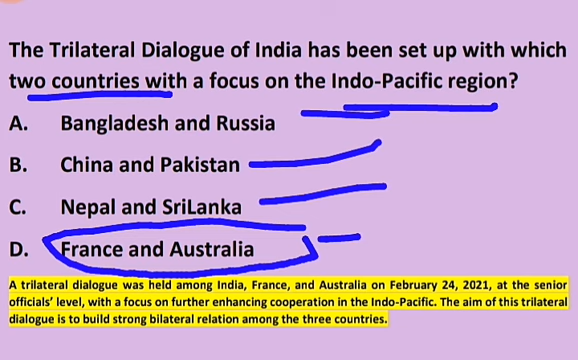 The Trilateral Dialogue of India has been set up with which
two countries with a focus on the Indo-Pacific region?
A. Bangladesh and Russia
B. China and Pakistan
C. Nepal and SriLanka
D. France and Australia
A trilateral dialogue was held among India, France, and Australia on February 24, 2021, at the senior
officials’ level, with a focus on further enhancing cooperation in the Indo-Pacific. The aim of this trilateral
dialogue is to build strong bilateral relation among the three countries.